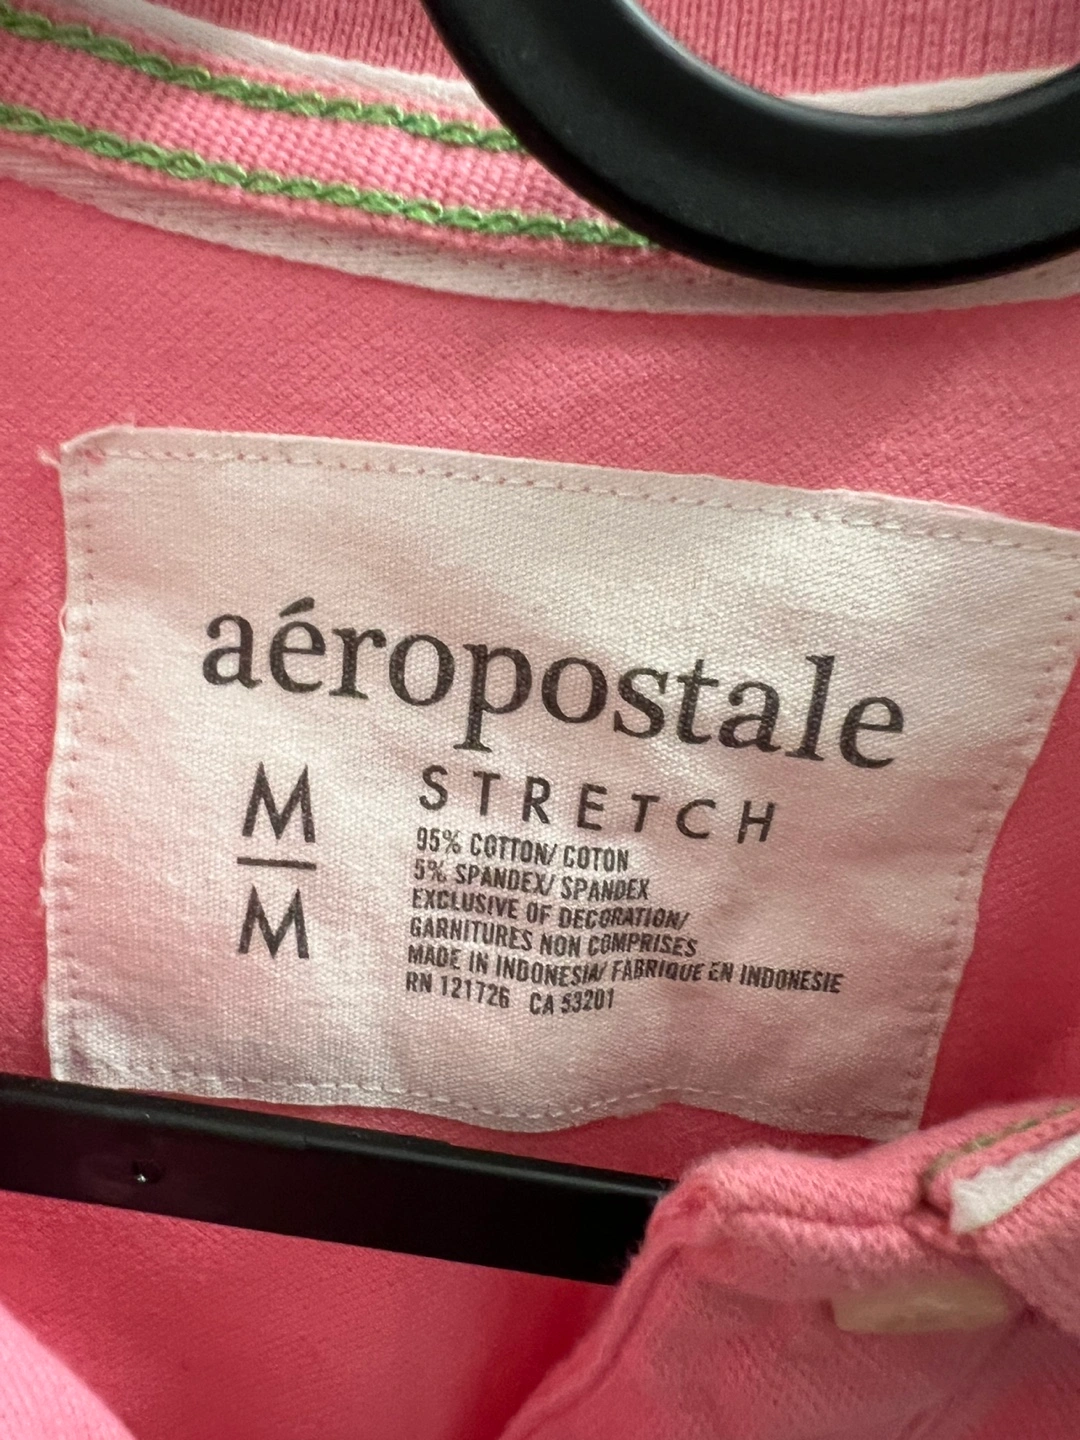 aéropostale
M
M
STRETCH
95% COTTON/ COTON
5% SPANDEX/ SPANDEX
EXCLUSIVE OF DECORATION/
GARNITURES NON COMPRISES
MADE IN INDONESIA/ FABRIQUE EN INDONESIE
RN 121726 CA 53201